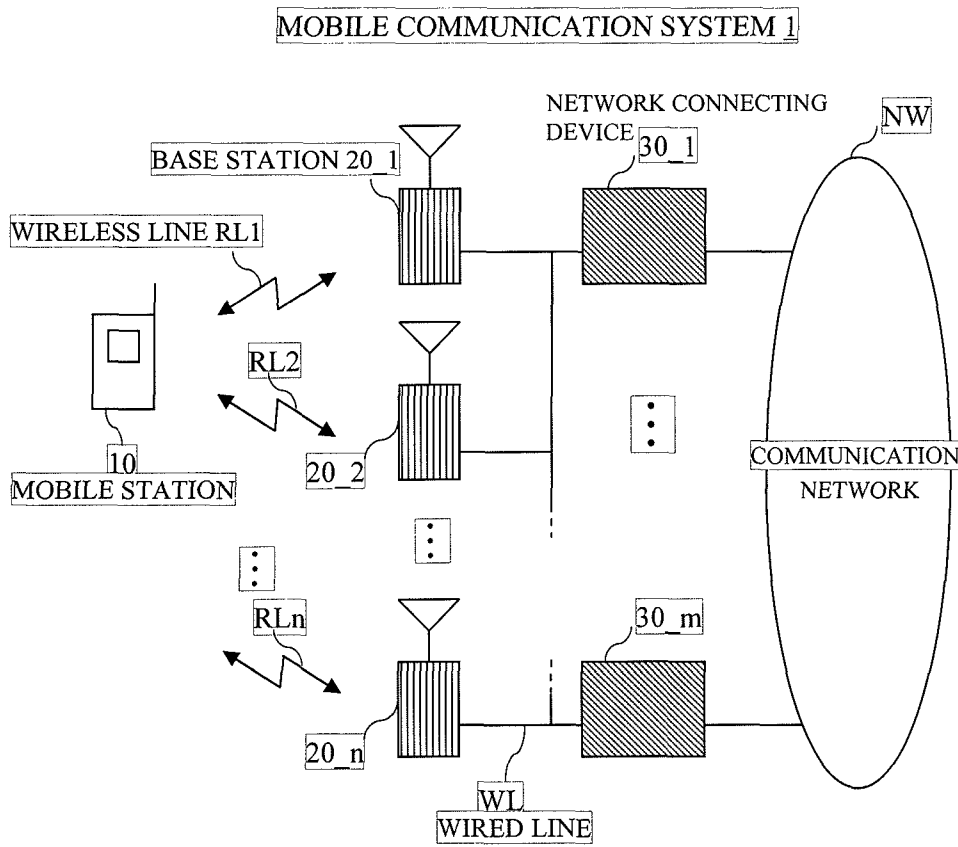 MOBILE COMMUNICATION SYSTEM 1
NETWORK CONNECTING
DEVICE 30_1
NW
BASE STATION 20_1
WIRELESS LINE RL1
RL2
10
MOBILE STATION
20_2
COMMUNICATION
NETWORK
RLn
30_m
20_n
WL
WIRED LINE